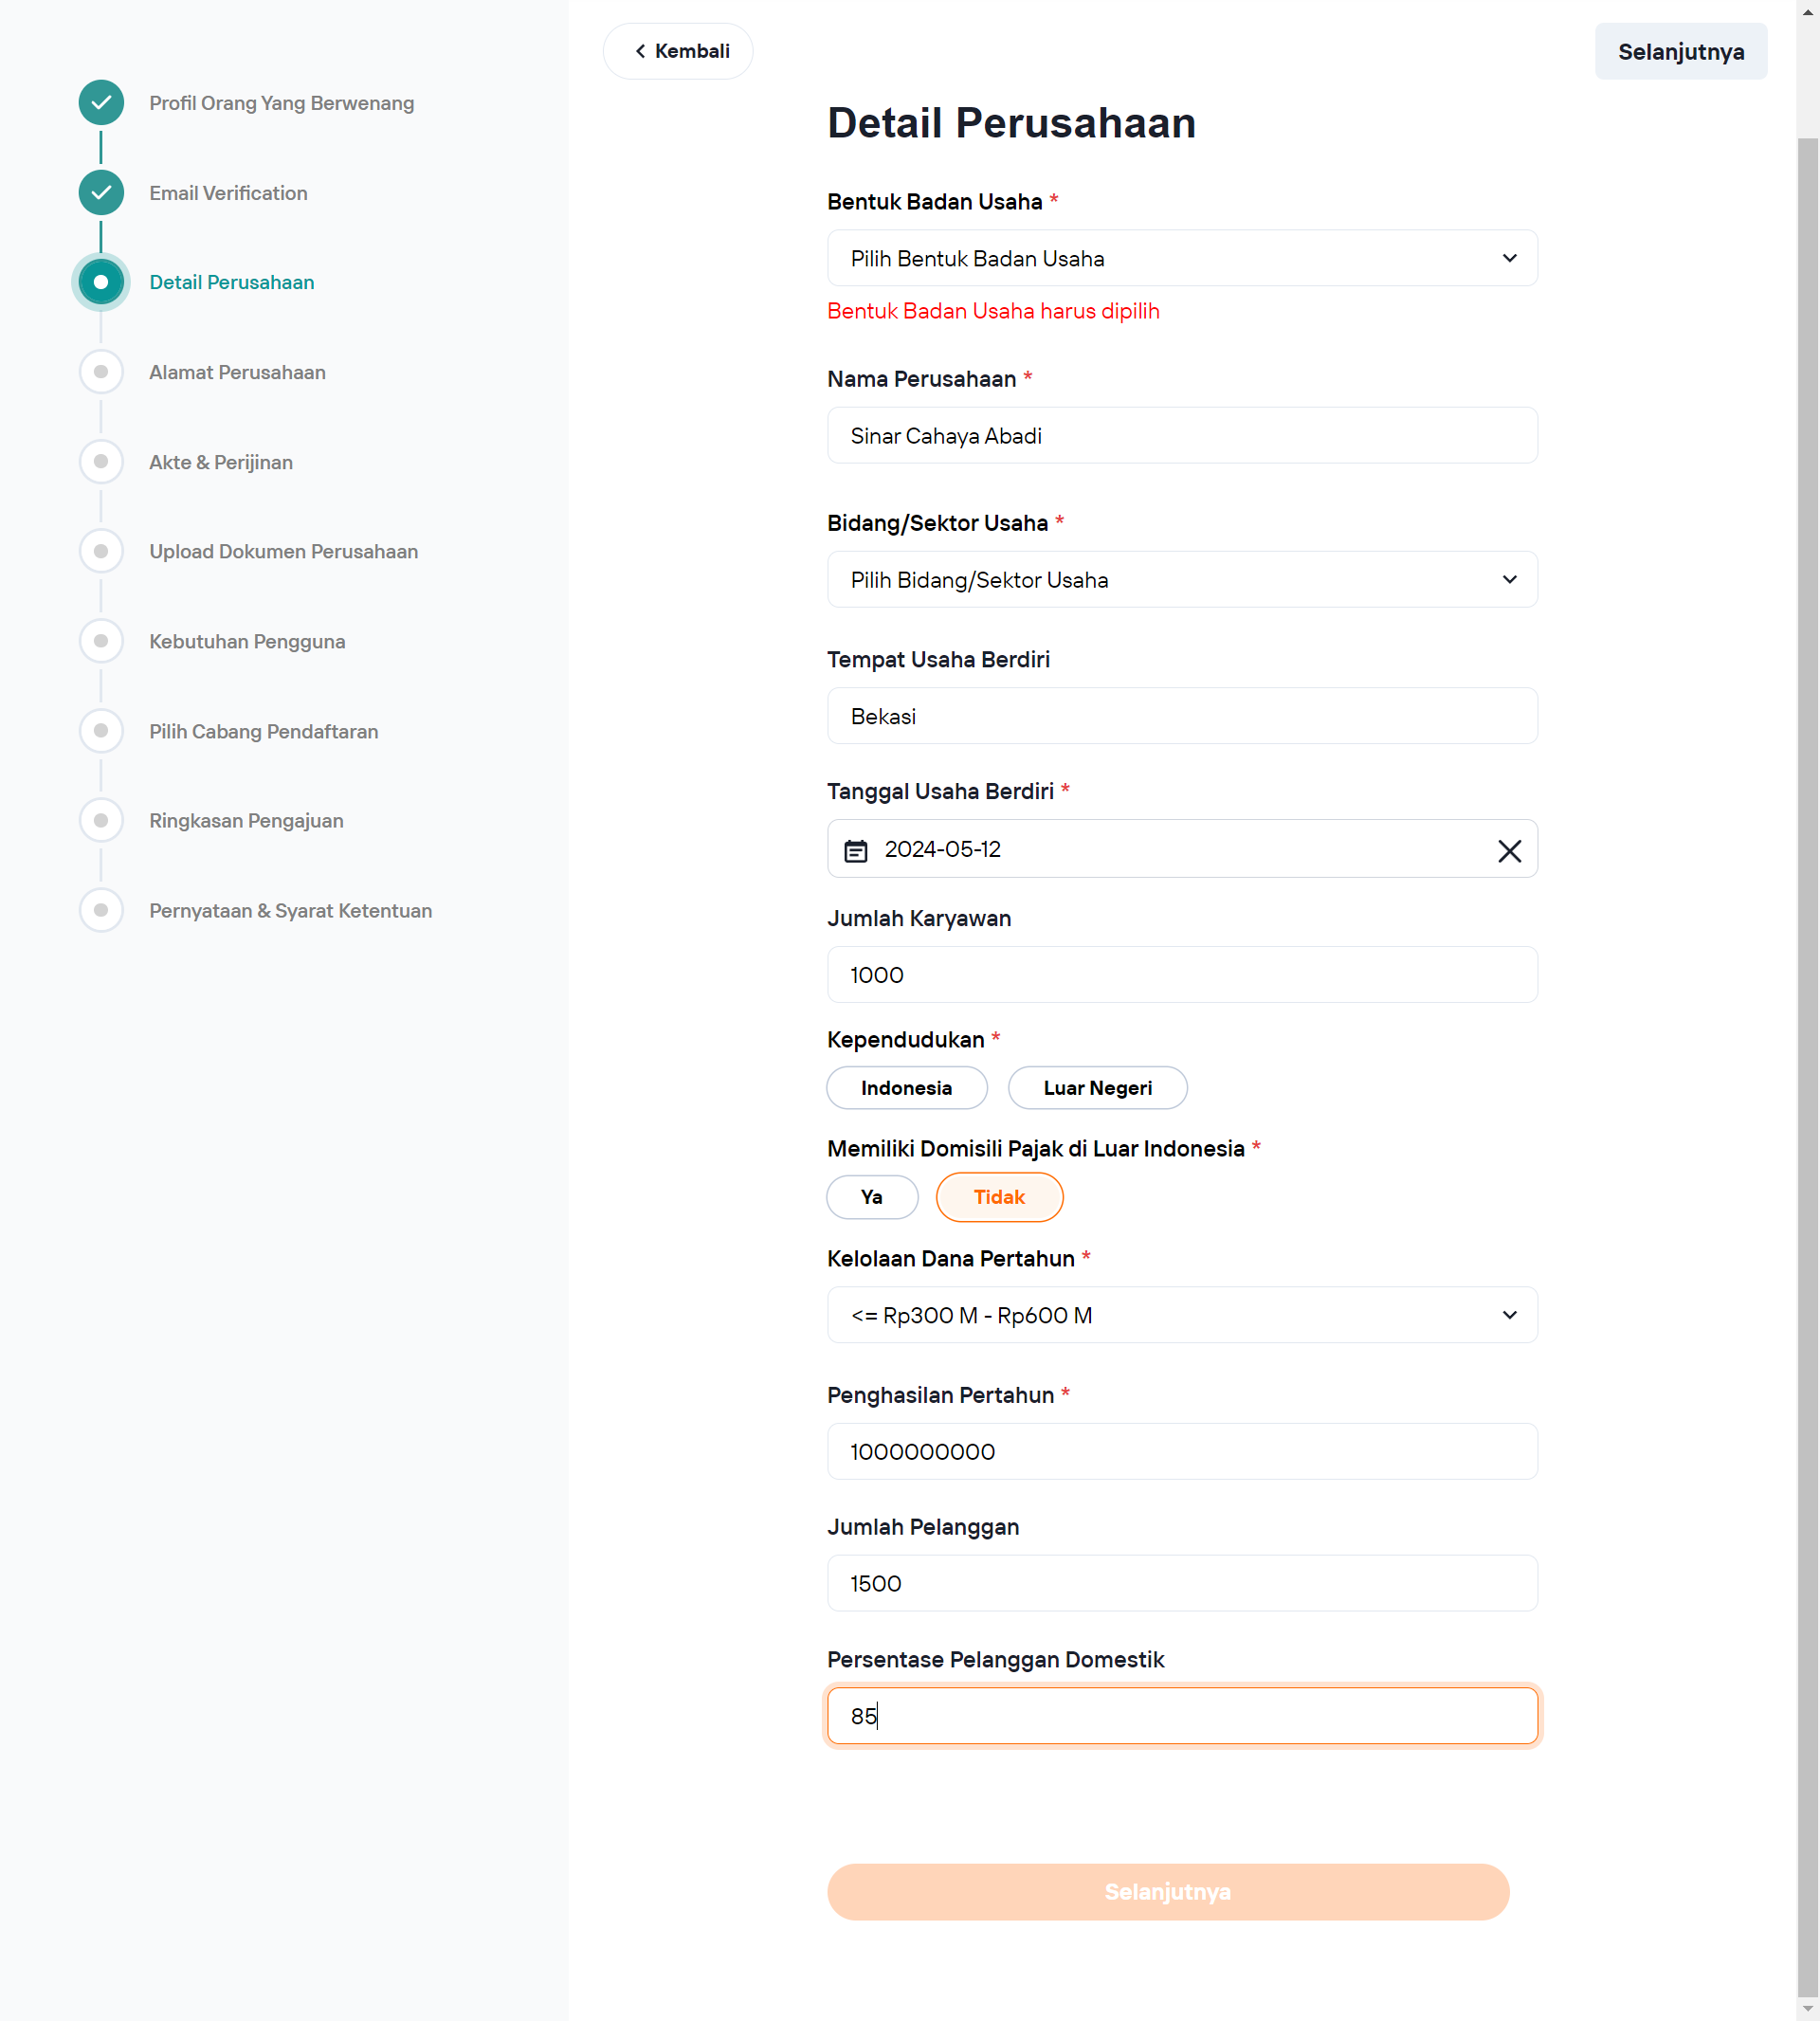 Kembali
Selanjutnya
Profil Orang Yang Berwenang
Email Verification
Detail Perusahaan
Alamat Perusahaan
Akte & Perijinan
Upload Dokumen Perusahaan
Kebutuhan Pengguna
Pilih Cabang Pendaftaran
Ringkasan Pengajuan
Pernyataan & Syarat Ketentuan
Detail Perusahaan
Bentuk Badan Usaha *
Pilih Bentuk Badan Usaha
Bentuk Badan Usaha harus dipilih
Nama Perusahaan *
Sinar Cahaya Abadi
Bidang/Sektor Usaha *
Pilih Bidang/Sektor Usaha
Tempat Usaha Berdiri
Bekasi
Tanggal Usaha Berdiri *
2024-05-12
Jumlah Karyawan
1000
Kependudukan *
Indonesia Luar Negeri
Memiliki Domisili Pajak di Luar Indonesia *
Ya Tidak
Kelolaan Dana Pertahun *
<= Rp300 M - Rp600 M
Penghasilan Pertahun *
1000000000
Jumlah Pelanggan
1500
Persentase Pelanggan Domestik
85
Selanjutnya